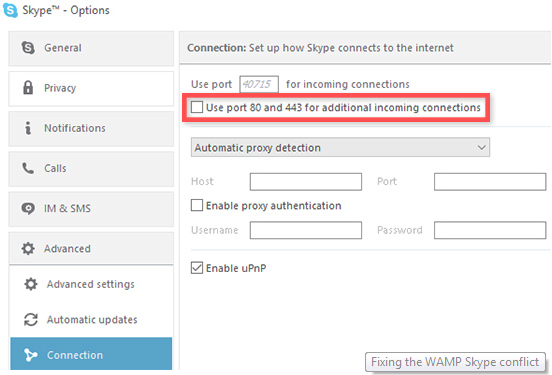 Skype™ - Options
General
Privacy
Notifications
Calls
IM & SMS
Advanced
Advanced settings
Automatic updates
Connection
Connection: Set up how Skype connects to the internet
Use port 40715 for incoming connections
Use port 80 and 443 for additional incoming connections
Automatic proxy detection
Host Port
Enable proxy authentication
Username Password
Enable uPnP
Fixing the WAMP Skype conflict